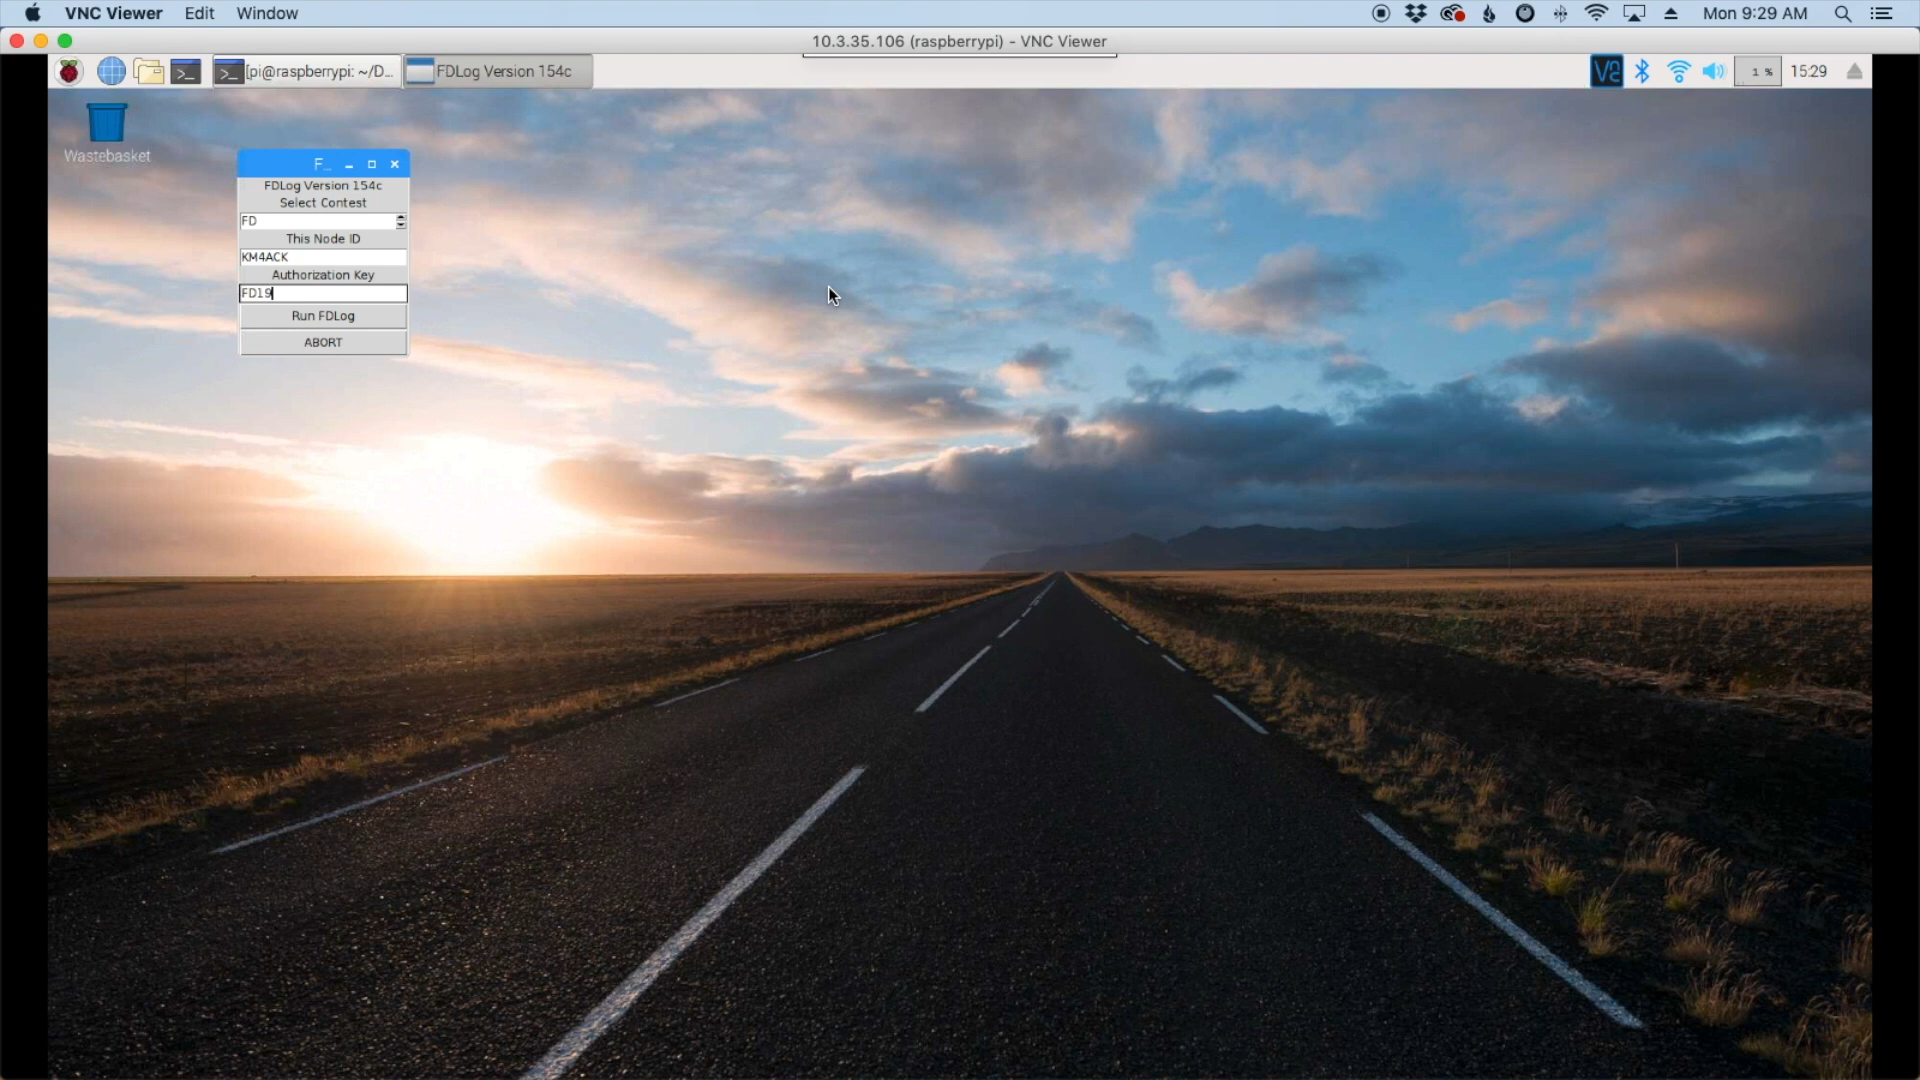 VNC Viewer Edit Window Mon 9:29 AM
10.3.35.106 (raspberrypi) - VNC Viewer
[pi@raspberrypi: ~/D... FDLog Version 154c 1 % 15:29
Wastebasket
F...
FDLog Version 154c
Select Contest
FD
This Node ID
KM4ACK
Authorization Key
FD19
Run FDLog
ABORT